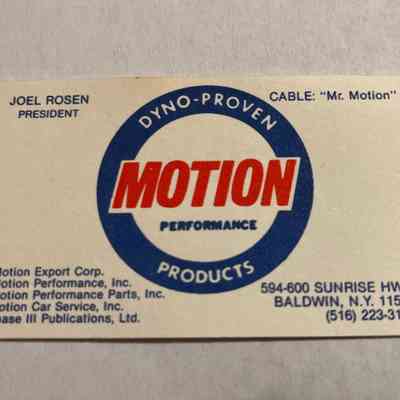 JOEL ROSEN
PRESIDENT
CABLE: "Mr. Motion"
DYNO-PROVEN
MOTION
PERFORMANCE
PRODUCTS
otion Export Corp.
otion Performance, Inc.
otion Performance Parts, Inc.
otion Car Service, Inc.
ase III Publications, Ltd.
594-600 SUNRISE HW
BALDWIN, N.Y. 115
(516) 223-31